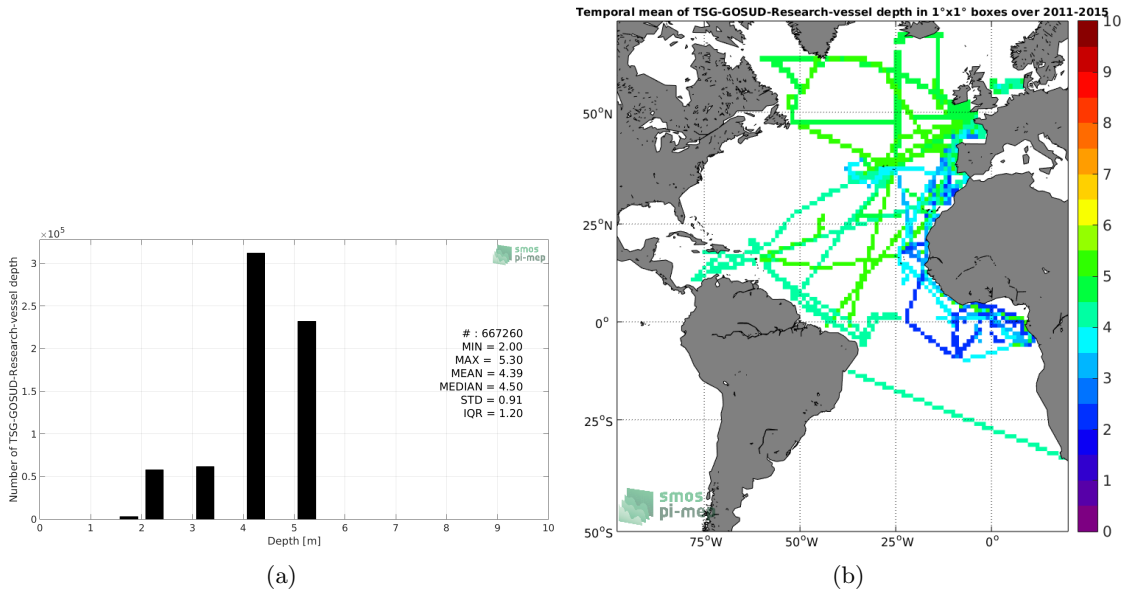 ×10⁵
3
2.5
2
1.5
1
0.5
0
Number of TSG-GOSUD-Research-vessel depth
smos
pi-mep
# : 667260
MIN = 2.00
MAX = 5.30
MEAN = 4.39
MEDIAN = 4.50
STD = 0.91
IQR = 1.20
0 1 2 3 4 5 6 7 8 9 10
Depth [m]
(a)
Temporal mean of TSG-GOSUD-Research-vessel depth in 1°x1° boxes over 2011-2015
50°N
25°N
0°
25°S
50°S
75°W 50°W 25°W 0°
smos
pi-mep
10
9
8
7
6
5
4
3
2
1
0
(b)